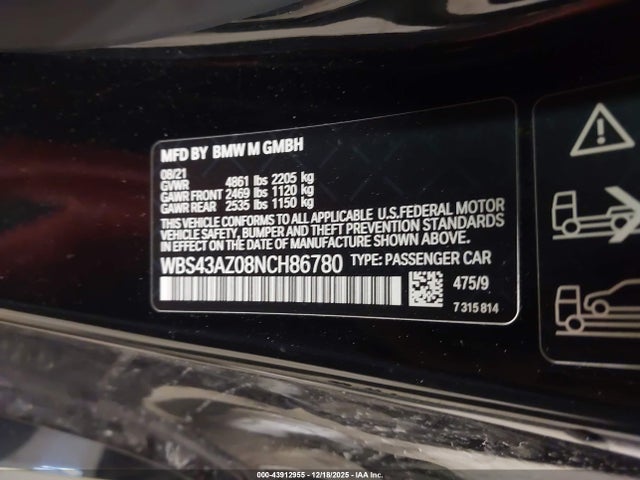 MFD BY BMW M GMBH
08/21
GVWR 4861 lbs 2205 kg
GAWR FRONT 2469 lbs 1120 kg
GAWR REAR 2535 lbs 1150 kg
THIS VEHICLE CONFORMS TO ALL APPLICABLE U.S.FEDERAL MOTOR
VEHICLE SAFETY, BUMPER AND THEFT PREVENTION STANDARDS
IN EFFECT ON THE DATE OF MANUFACTURE SHOWN ABOVE.
WBS43AZ08NCH86780 TYPE: PASSENGER CAR
475/9
7 315 814
000-43912955 - 12/18/2025 - IAA Inc.